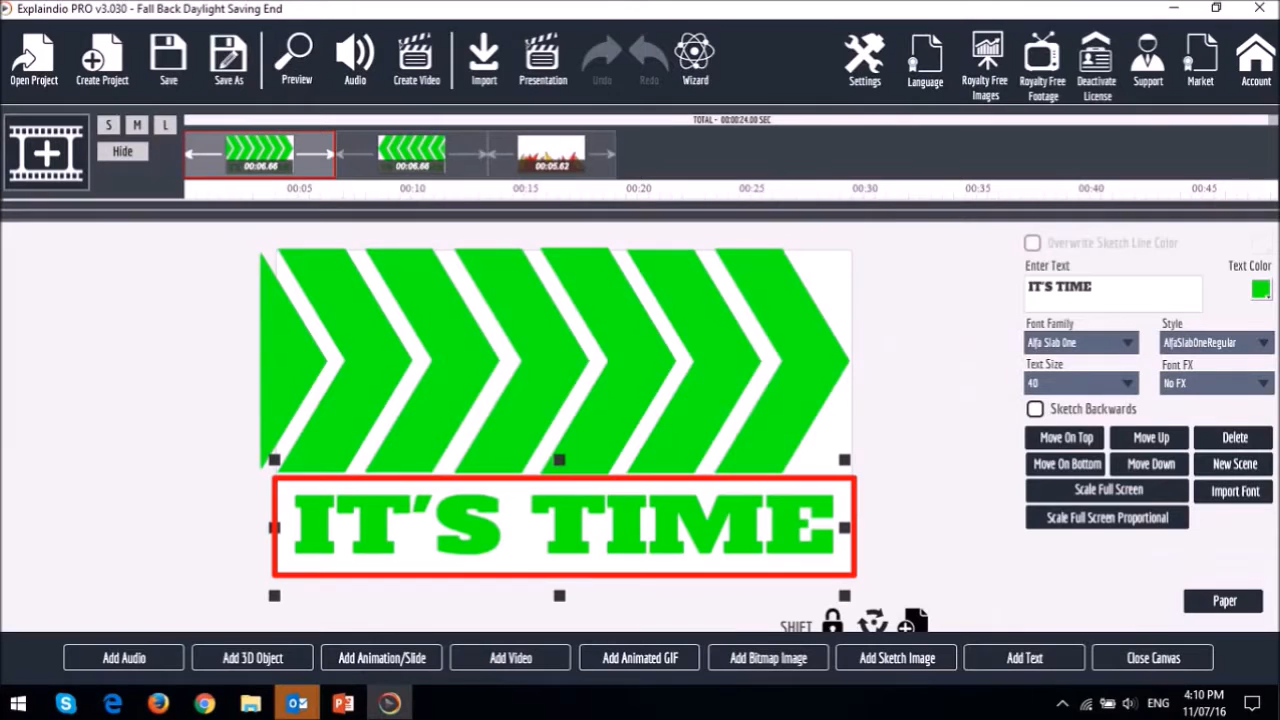 Explaindio PRO v3.030 - Fall Back Daylight Saving End
Open Project
Create Project
Save
Save As
Preview
Audio
Create Video
Import
Presentation
Undo
Redo
Wizard
Settings
Language
Royalty Free Images
Royalty Free Footage
Deactivate License
Support
Market
Account
S M L
Hide
TOTAL - 00:00:24.00 SEC
00:06.66
00:06.66
00:05.62
00:05 00:10 00:15 00:20 00:25 00:30 00:35 00:40 00:45
Overwrite Sketch Line Color
Enter Text
Text Color
IT'S TIME
Font Family
Style
Alfa Slab One
AlfaSlabOneRegular
Text Size
Font FX
40
No FX
Sketch Backwards
Move On Top
Move Up
Delete
Move On Bottom
Move Down
New Scene
Scale Full Screen
Import Font
Scale Full Screen Proportional
IT'S TIME
Paper
SHIFT
Add Audio
Add 3D Object
Add Animation/Slide
Add Video
Add Animated GIF
Add Bitmap Image
Add Sketch Image
Add Text
Close Canvas
ENG
4:10 PM
11/07/16